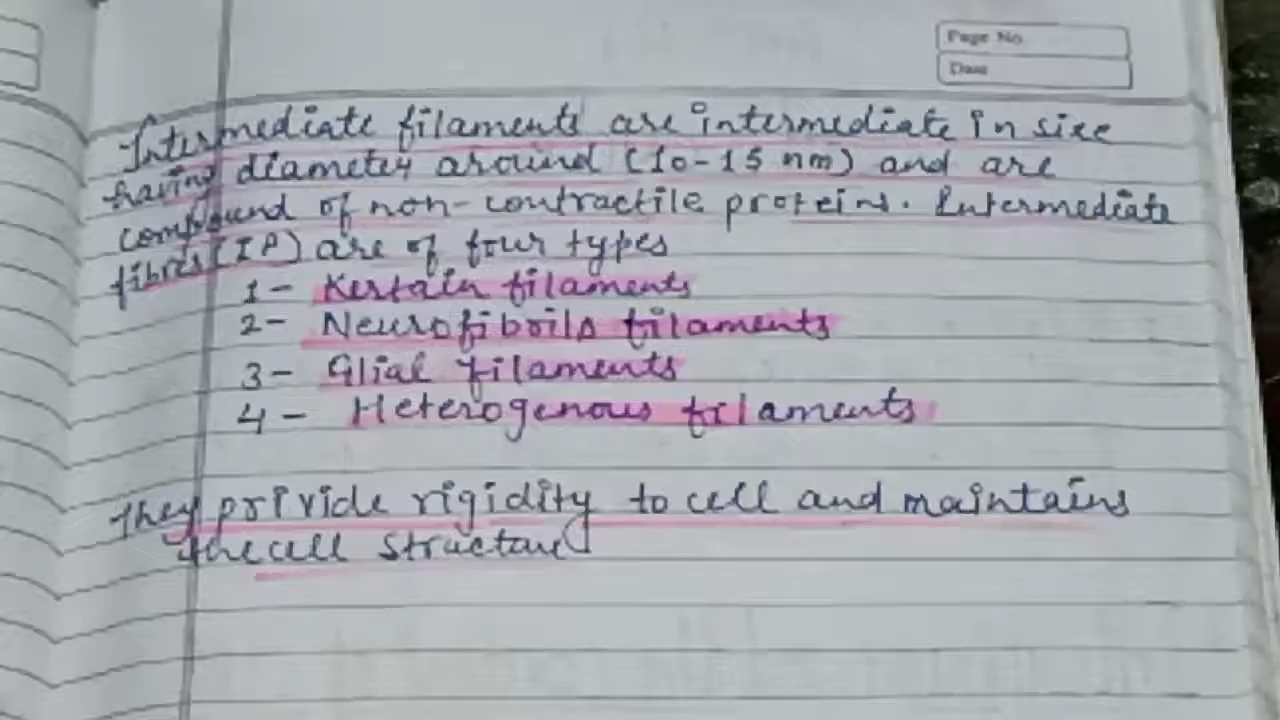 Page No
Date
Intermediate filaments are intermediate in size
having diameter around (10-15 nm) and are
compound of non-contractile proteins. Intermediate
fibres (IP) are of four types
1- Kertain filaments
2- Neurofibrils filaments
3- Glial filaments
4- Heterogenous filaments
They privide rigidity to cell and maintains
the cell structure